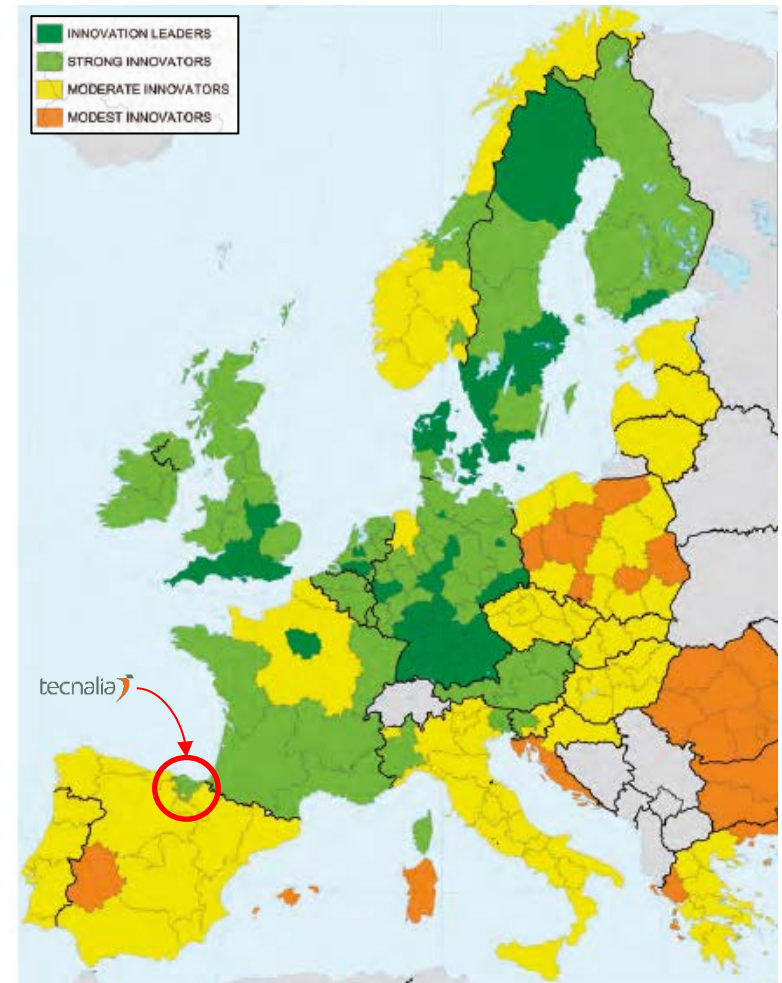 INNOVATION LEADERS
STRONG INNOVATORS
MODERATE INNOVATORS
MODEST INNOVATORS
tecnalia